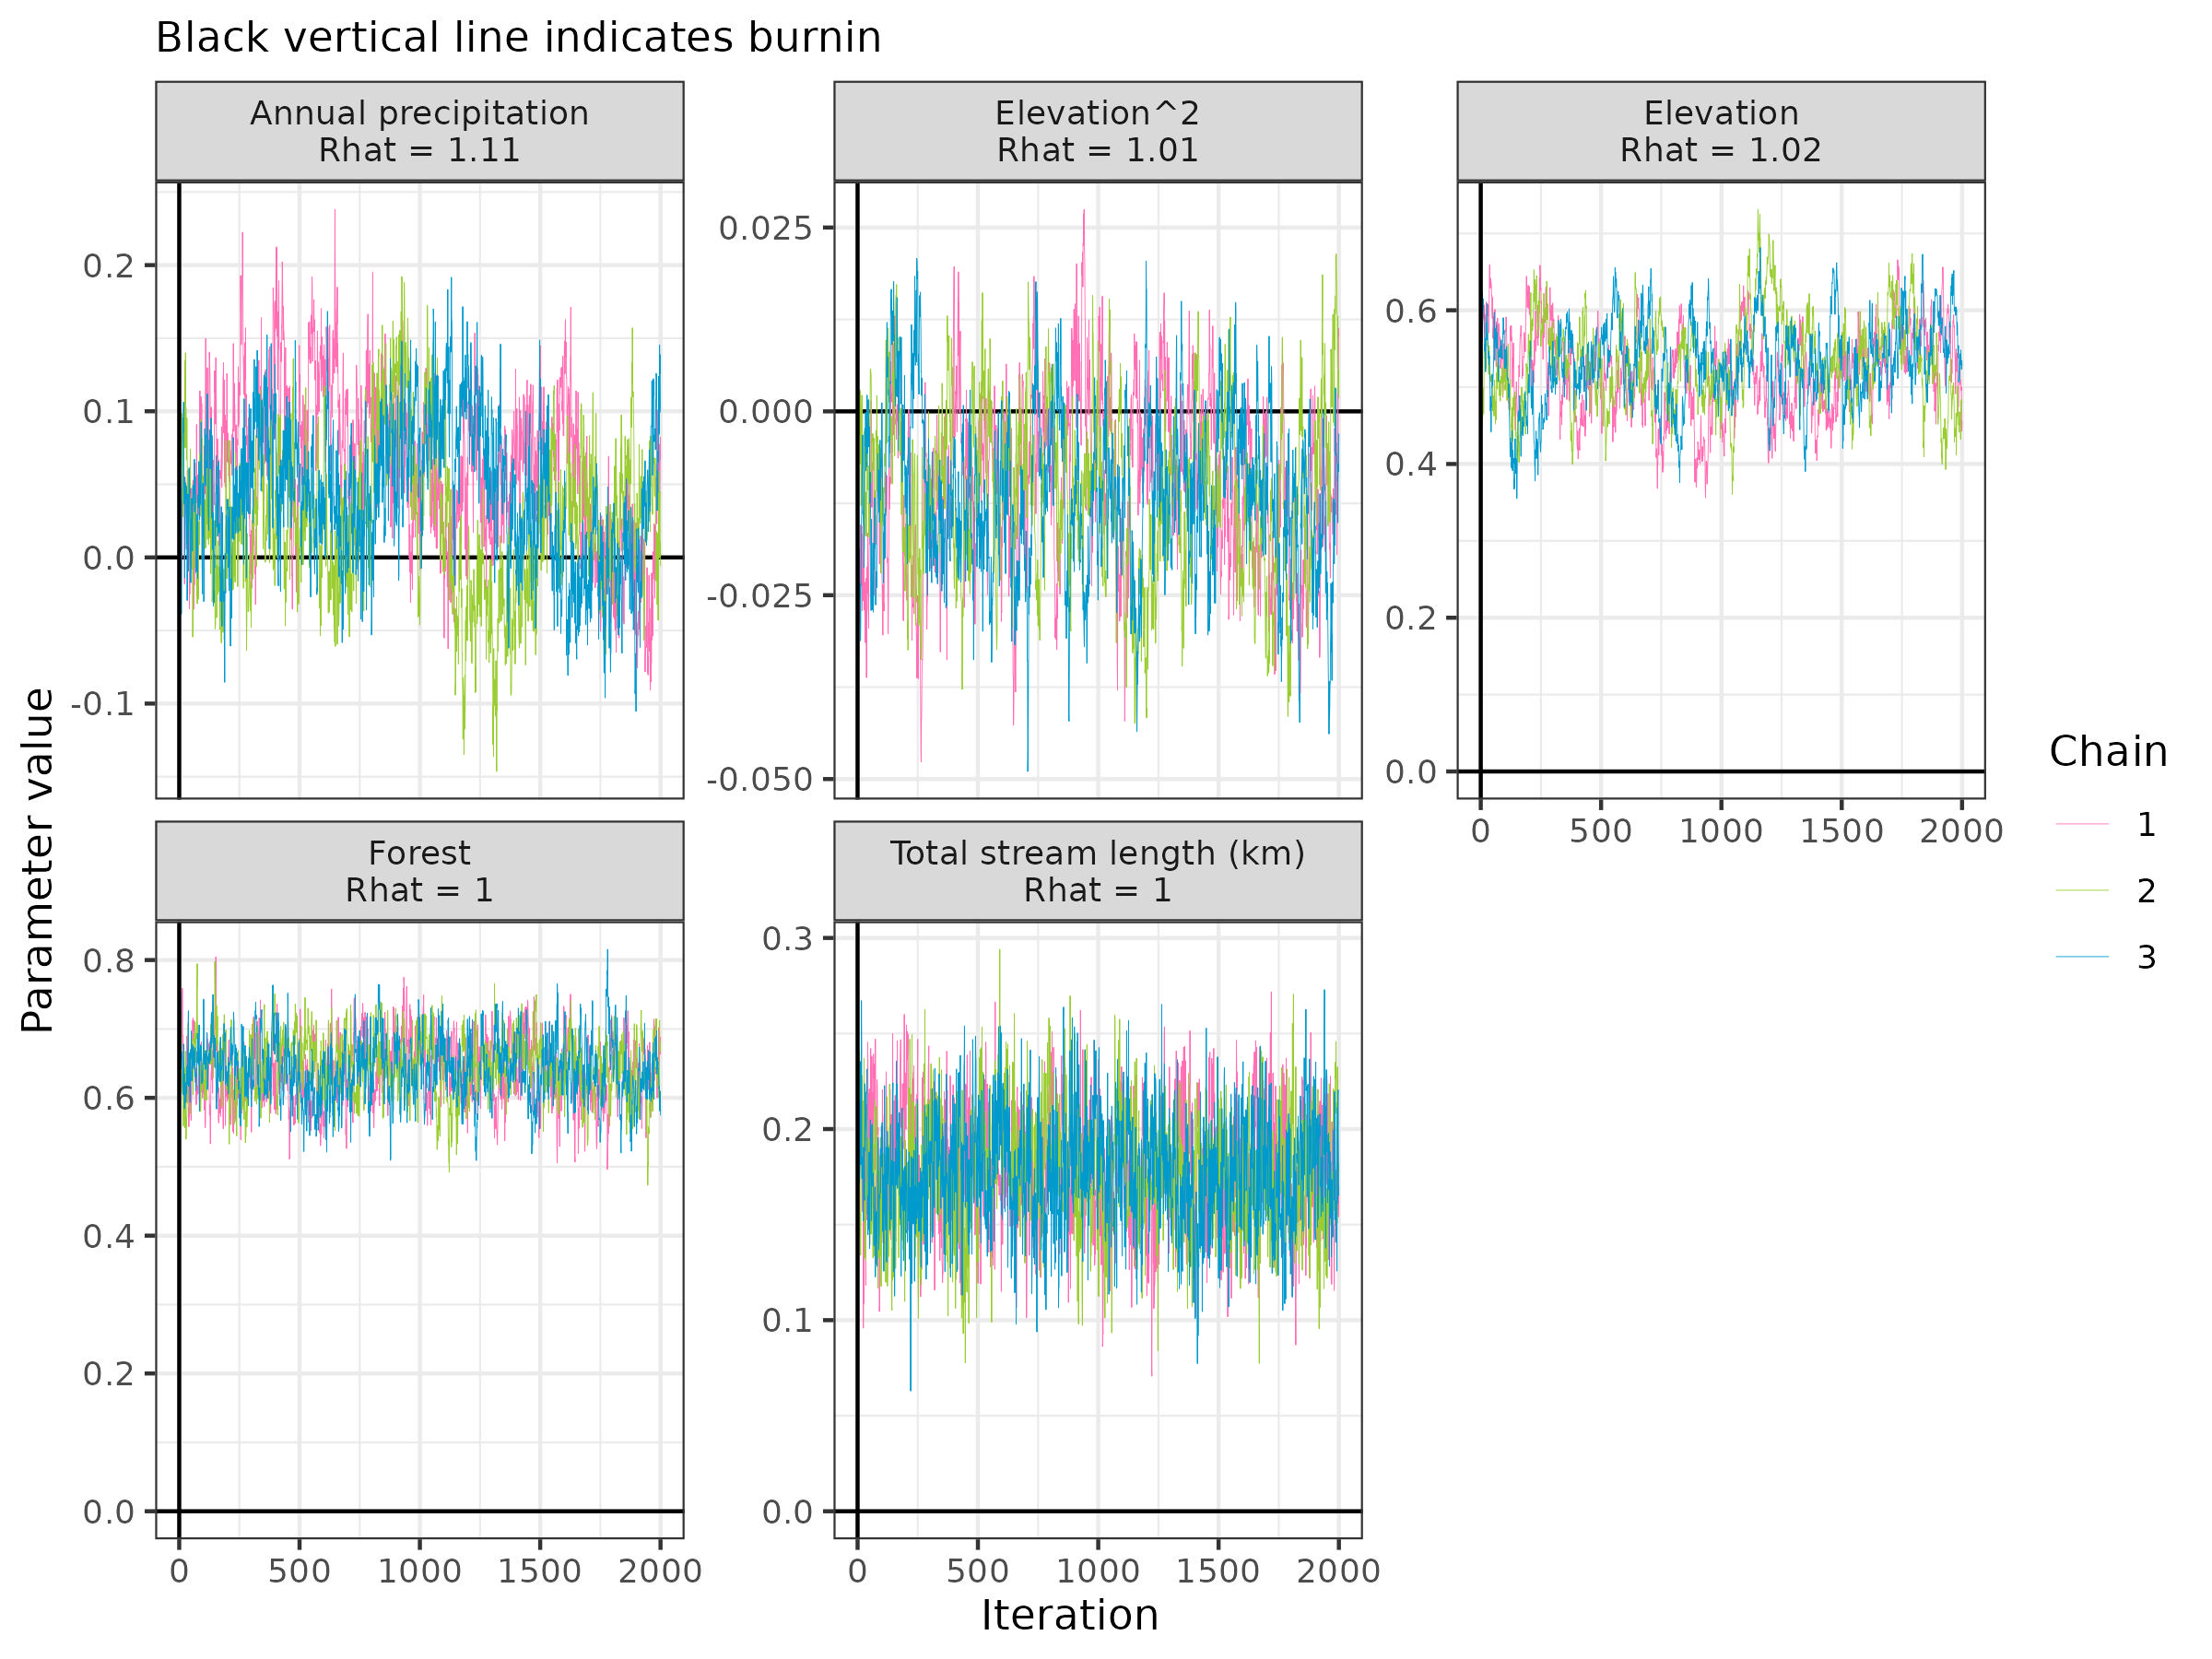 Black vertical line indicates burnin
Annual precipitation
Rhat = 1.11
Elevation^2
Rhat = 1.01
Elevation
Rhat = 1.02
0.2
0.1
0.0
-0.1
0.025
0.000
-0.025
-0.050
0.6
0.4
0.2
0.0
0 500 1000 1500 2000
Forest
Rhat = 1
Total stream length (km)
Rhat = 1
0.8
0.6
0.4
0.2
0.0
0.3
0.2
0.1
0.0
0 500 1000 1500 2000
0 500 1000 1500 2000
Parameter value
Iteration
Chain
1
2
3